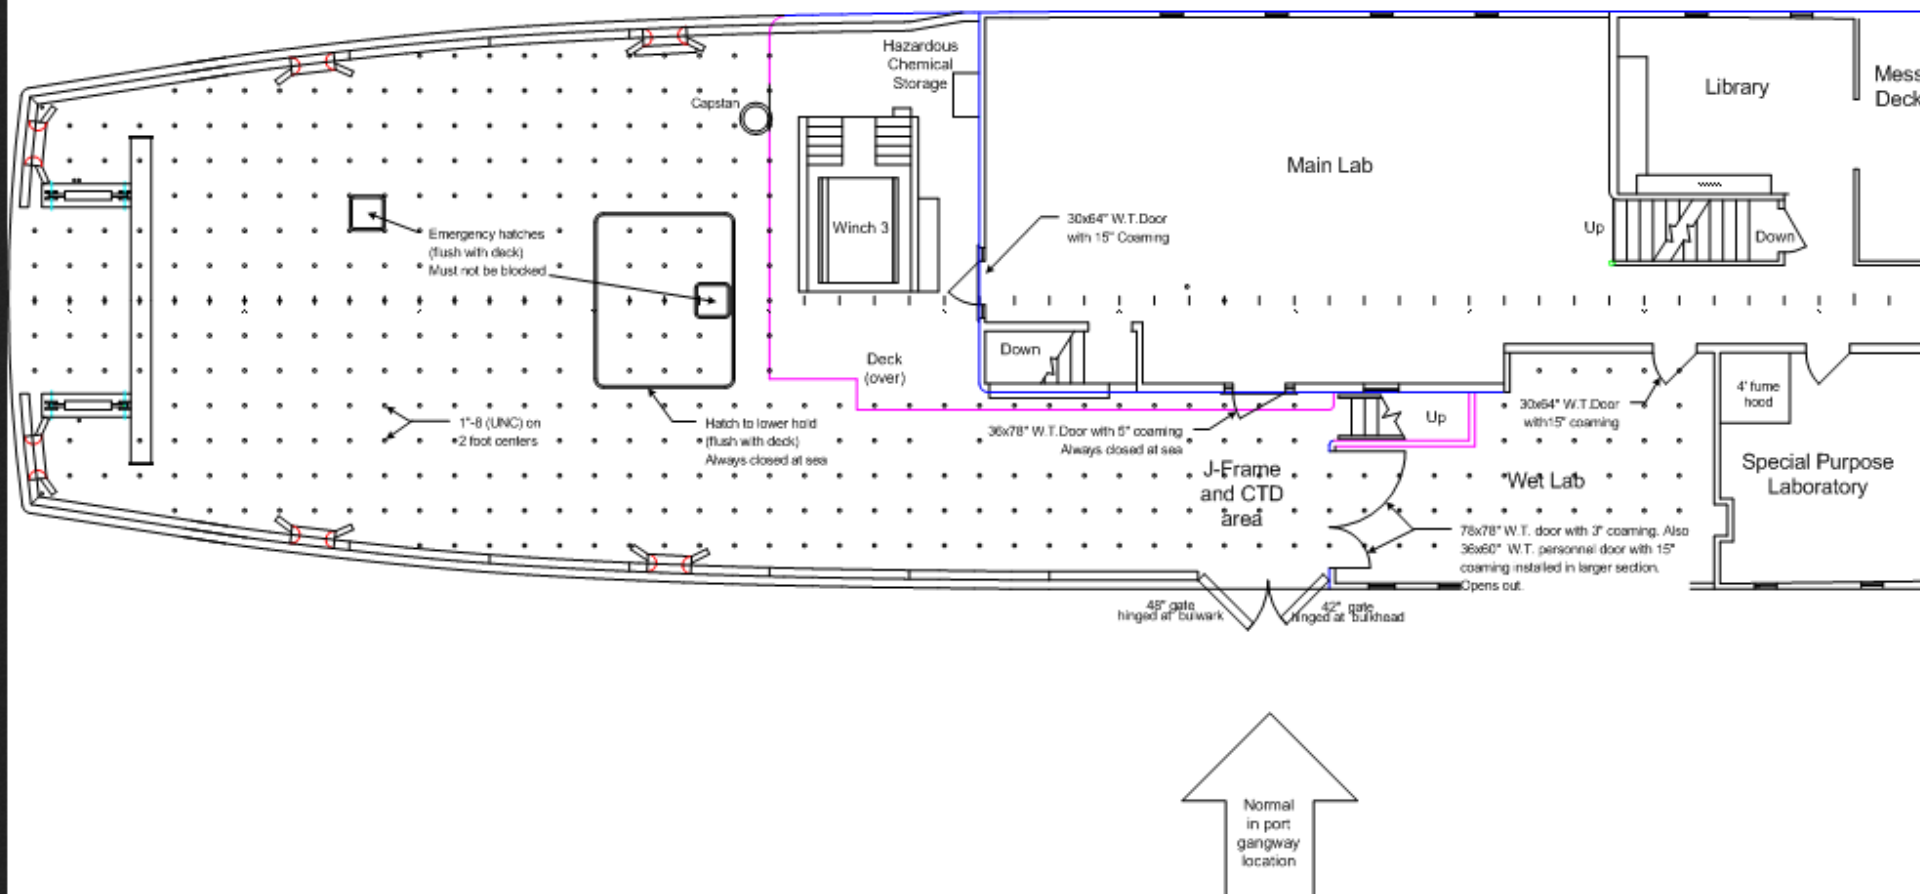 Hazardous
Chemical
Storage
Capstan
Winch 3
Emergency hatches
(flush with deck)
Must not be blocked
1"-8 (UNC) on
2 foot centers
Hatch to lower hold
(flush with deck)
Always closed at sea
Deck
(over)
Main Lab
30x64" W.T.Door
with 15" Coaming
Down
36x78" W.T.Door with 5" coaming
Always closed at sea
J-Frame
and CTD
area
Up
Library
Mess
Deck
Up
Down
30x64" W.T.Door
with15" coaming
4' fume
hood
Wet Lab
Special Purpose
Laboratory
78x78" W.T. door with 3" coaming. Also
36x60" W.T. personnel door with 15"
coaming installed in larger section.
Opens out.
48" gate
hinged at bulwark
42" gate
hinged at bulkhead
Normal
in port
gangway
location